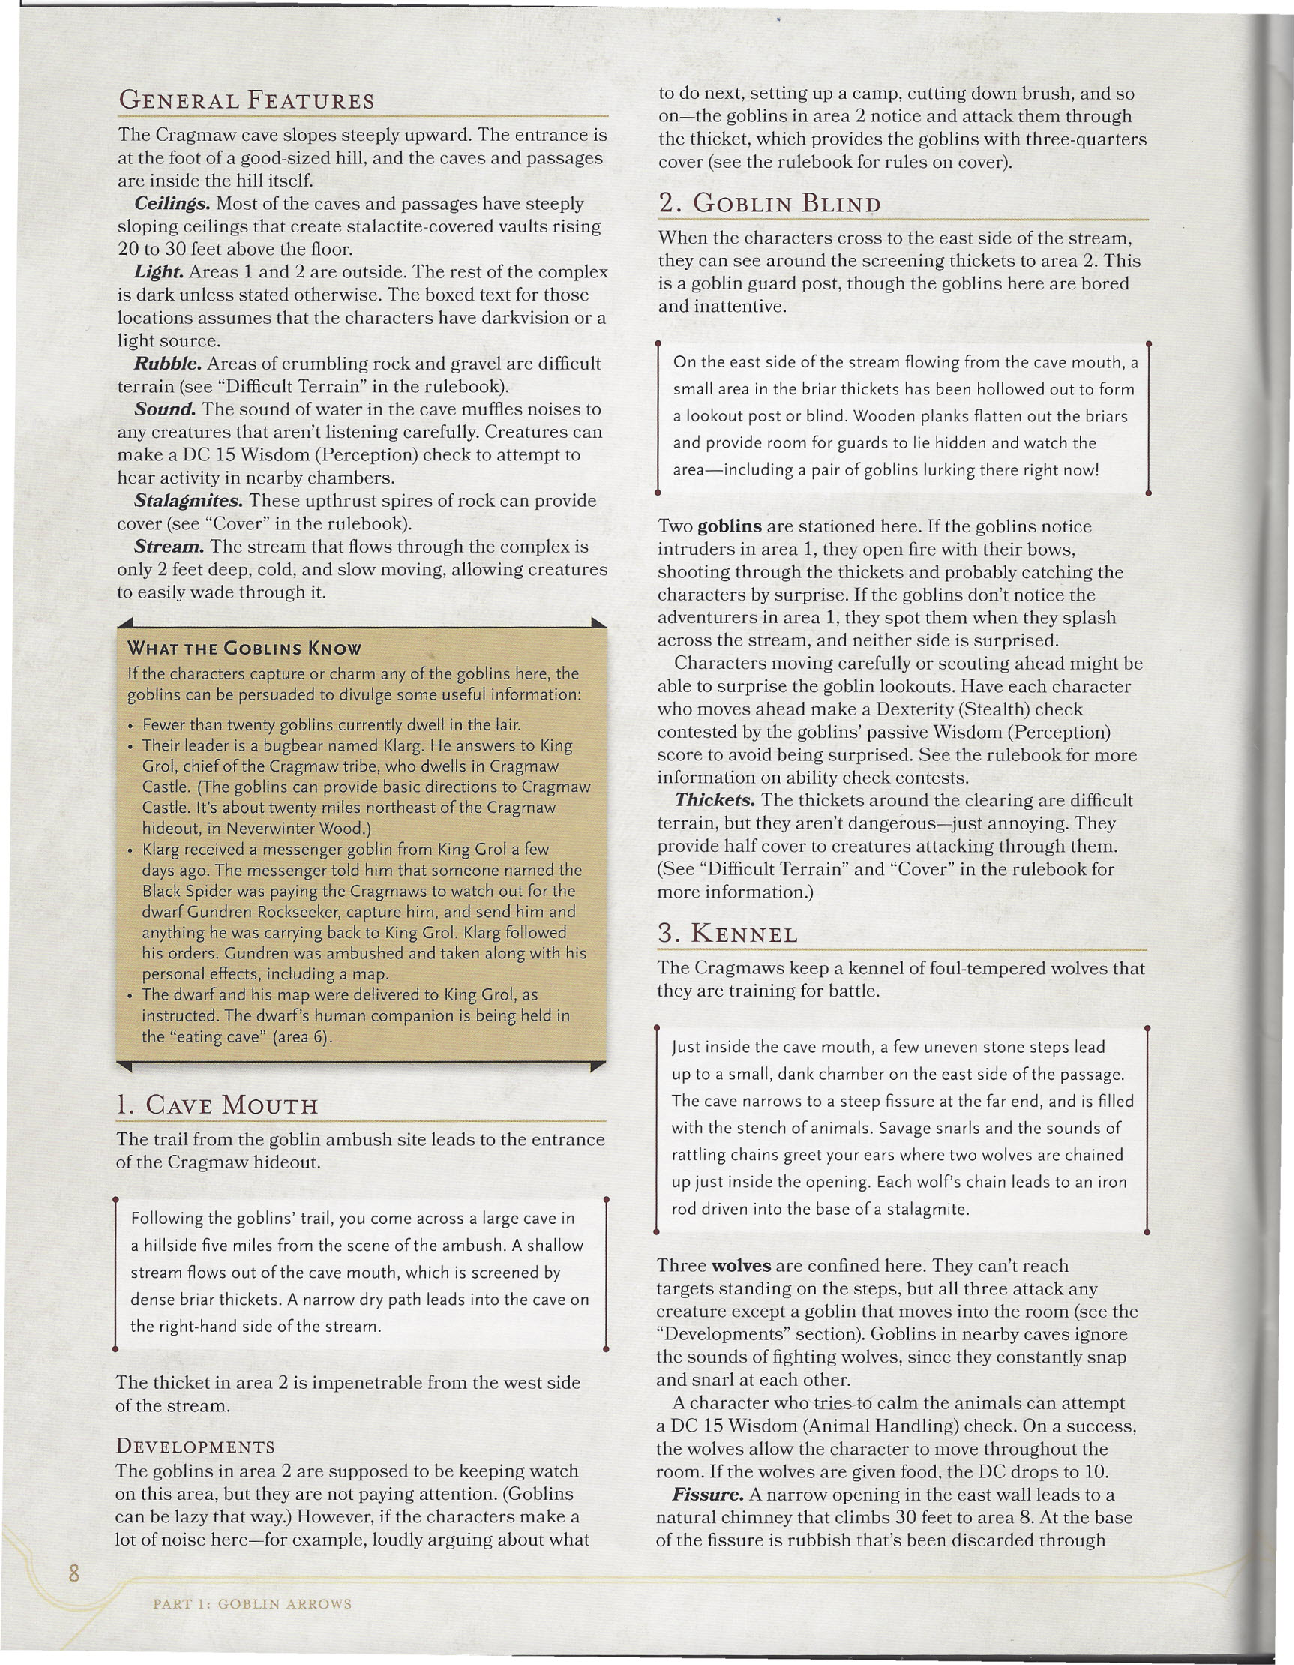 GENERAL FEATURES
The Cragmaw cave slopes steeply upward. The entrance is
at the foot of a good-sized hill, and the caves and passages
are inside the hill itself.
Ceilings. Most of the caves and passages have steeply
sloping ceilings that create stalactite-covered vaults rising
20 to 30 feet above the floor.
Light. Areas 1 and 2 are outside. The rest of the complex
is dark unless stated otherwise. The boxed text for those
locations assumes that the characters have darkvision or a
light source.
Rubble. Areas of crumbling rock and gravel are difficult
terrain (see “Difficult Terrain” in the rulebook).
Sound. The sound of water in the cave muffles noises to
any creatures that aren't listening carefully. Creatures can
make a DC 15 Wisdom (Perception) check to attempt to
hear activity in nearby chambers.
Stalagmites. These upthrust spires of rock can provide
cover (see “Cover” in the rulebook).
Stream. The stream that flows through the complex is
only 2 feet deep, cold, and slow moving, allowing creatures
to easily wade through it.
WHAT THE GOBLINS KNOW
If the characters capture or charm any of the goblins here, the
goblins can be persuaded to divulge some useful information:
• Fewer than twenty goblins currently dwell in the lair.
• Their leader is a bugbear named Klarg. He answers to King
Grol, chief of the Cragmaw tribe, who dwells in Cragmaw
Castle. (The goblins can provide basic directions to Cragmaw
Castle. It's about twenty miles northeast of the Cragmaw
hideout, in Neverwinter Wood.)
• Klarg received a messenger goblin from King Grol a few
days ago. The messenger told him that someone named the
Black Spider was paying the Cragmaws to watch out for the
dwarf Gundren Rockseeker, capture him, and send him and
anything he was carrying back to King Grol. Klarg followed
his orders. Gundren was ambushed and taken along with his
personal effects, including a map.
• The dwarf and his map were delivered to King Grol, as
instructed. The dwarf's human companion is being held in
the “eating cave” (area 6).
1. CAVE MOUTH
The trail from the goblin ambush site leads to the entrance
of the Cragmaw hideout.
Following the goblins' trail, you come across a large cave in
a hillside five miles from the scene of the ambush. A shallow
stream flows out of the cave mouth, which is screened by
dense briar thickets. A narrow dry path leads into the cave on
the right-hand side of the stream.
The thicket in area 2 is impenetrable from the west side
of the stream.
DEVELOPMENTS
The goblins in area 2 are supposed to be keeping watch
on this area, but they are not paying attention. (Goblins
can be lazy that way.) However, if the characters make a
lot of noise here—for example, loudly arguing about what
to do next, setting up a camp, cutting down brush, and so
on—the goblins in area 2 notice and attack them through
the thicket, which provides the goblins with three-quarters
cover (see the rulebook for rules on cover).
2. GOBLIN BLIND
When the characters cross to the east side of the stream,
they can see around the screening thickets to area 2. This
is a goblin guard post, though the goblins here are bored
and inattentive.
On the east side of the stream flowing from the cave mouth, a
small area in the briar thickets has been hollowed out to form
a lookout post or blind. Wooden planks flatten out the briars
and provide room for guards to lie hidden and watch the
area—including a pair of goblins lurking there right now!
Two goblins are stationed here. If the goblins notice
intruders in area 1, they open fire with their bows,
shooting through the thickets and probably catching the
characters by surprise. If the goblins don't notice the
adventurers in area 1, they spot them when they splash
across the stream, and neither side is surprised.
Characters moving carefully or scouting ahead might be
able to surprise the goblin lookouts. Have each character
who moves ahead make a Dexterity (Stealth) check
contested by the goblins' passive Wisdom (Perception)
score to avoid being surprised. See the rulebook for more
information on ability check contests.
Thickets. The thickets around the clearing are difficult
terrain, but they aren't dangerous—just annoying. They
provide half cover to creatures attacking through them.
(See “Difficult Terrain” and “Cover” in the rulebook for
more information.)
3. KENNEL
The Cragmaws keep a kennel of foul-tempered wolves that
they are training for battle.
Just inside the cave mouth, a few uneven stone steps lead
up to a small, dank chamber on the east side of the passage.
The cave narrows to a steep fissure at the far end, and is filled
with the stench of animals. Savage snarls and the sounds of
rattling chains greet your ears where two wolves are chained
up just inside the opening. Each wolf's chain leads to an iron
rod driven into the base of a stalagmite.
Three wolves are confined here. They can't reach
targets standing on the steps, but all three attack any
creature except a goblin that moves into the room (see the
“Developments” section). Goblins in nearby caves ignore
the sounds of fighting wolves, since they constantly snap
and snarl at each other.
A character who tries to calm the animals can attempt
a DC 15 Wisdom (Animal Handling) check. On a success,
the wolves allow the character to move throughout the
room. If the wolves are given food, the DC drops to 10.
Fissure. A narrow opening in the east wall leads to a
natural chimney that climbs 30 feet to area 8. At the base
of the fissure is rubbish that's been discarded through
8
PART 1: GOBLIN ARROWS